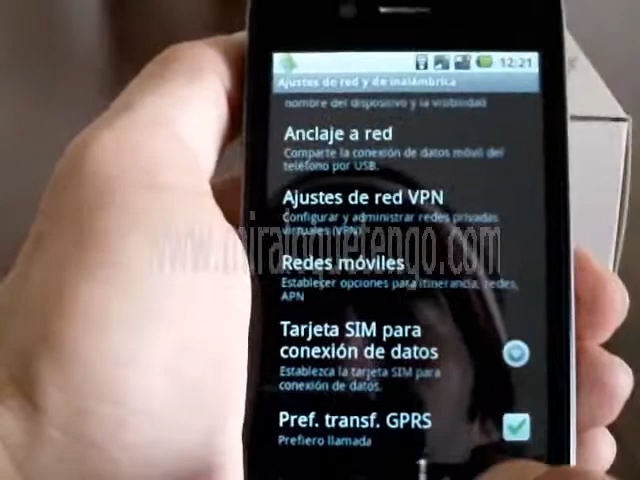 12:21
Ajustes de red y de inalámbrica
nombre del dispositivo y la visibilidad
Anclaje a red
Comparte la conexión de datos móvil del
teléfono por USB.
Ajustes de red VPN
Configurar y administrar redes privadas
virtuales (VPN)
www.miraloquetengo.com
Redes móviles
Establecer opciones para itinerancia, redes,
APN
Tarjeta SIM para
conexión de datos
Establezca la tarjeta SIM para
conexión de datos.
Pref. transf. GPRS
Prefiero llamada